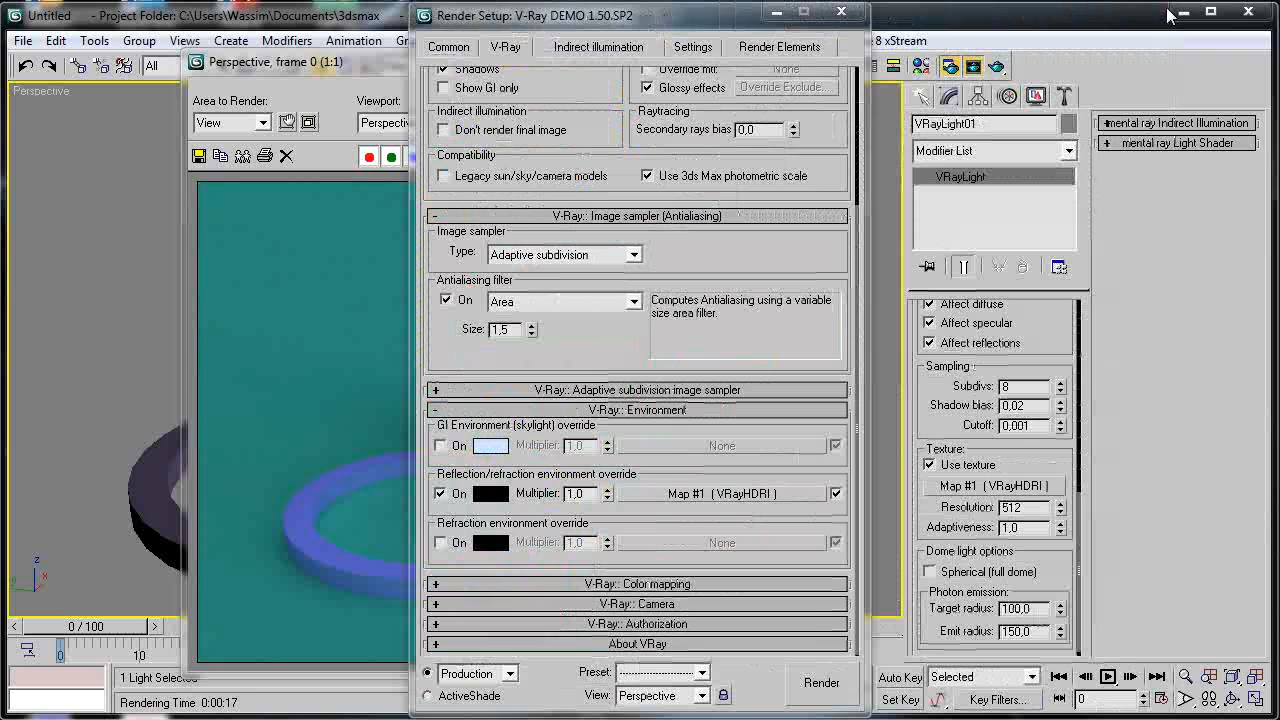 Untitled - Project Folder: C:\Users\Wassim\Documents\3dsmax
Render Setup: V-Ray DEMO 1.50.SP2
File Edit Tools Group Views Create Modifiers Animation
8 xStream
All
Perspective, frame 0 (1:1)
Perspective
Area to Render:
Viewport:
View
Perspectiv
Common V-Ray Indirect illumination Settings Render Elements
Shadows
Show GI only
Override mtl:
None
Glossy effects
Override Exclude...
Indirect illumination
Don't render final image
Raytracing
Secondary rays bias 0,0
Compatibility
Legacy sun/sky/camera models
Use 3ds Max photometric scale
- V-Ray:: Image sampler (Antialiasing)
Image sampler
Type: Adaptive subdivision
Antialiasing filter
On Area
Size: 1,5
Computes Antialiasing using a variable
size area filter.
+ V-Ray:: Adaptive subdivision image sampler
- V-Ray:: Environment
GI Environment (skylight) override
On Multiplier: 1,0 None
Reflection/refraction environment override
On Multiplier: 1,0 Map #1 ( VRayHDRI )
Refraction environment override
On Multiplier: 1,0 None
+ V-Ray:: Color mapping
+ V-Ray:: Camera
+ V-Ray:: Authorization
+ About VRay
Production
ActiveShade
Preset: --------------------
View: Perspective
Render
VRayLight01
Modifier List
VRayLight
mental ray Indirect Illumination
+ mental ray Light Shader
Affect diffuse
Affect specular
Affect reflections
Sampling
Subdivs: 8
Shadow bias: 0,02
Cutoff: 0,001
Texture:
Use texture
Map #1 ( VRayHDRI )
Resolution: 512
Adaptiveness: 1,0
Dome light options
Spherical (full dome)
Photon emission:
Target radius: 100,0
Emit radius: 150,0
z
x
0 / 100
0 10
1 Light Selected
Rendering Time 0:00:17
Auto Key Selected
Set Key Key Filters...
0